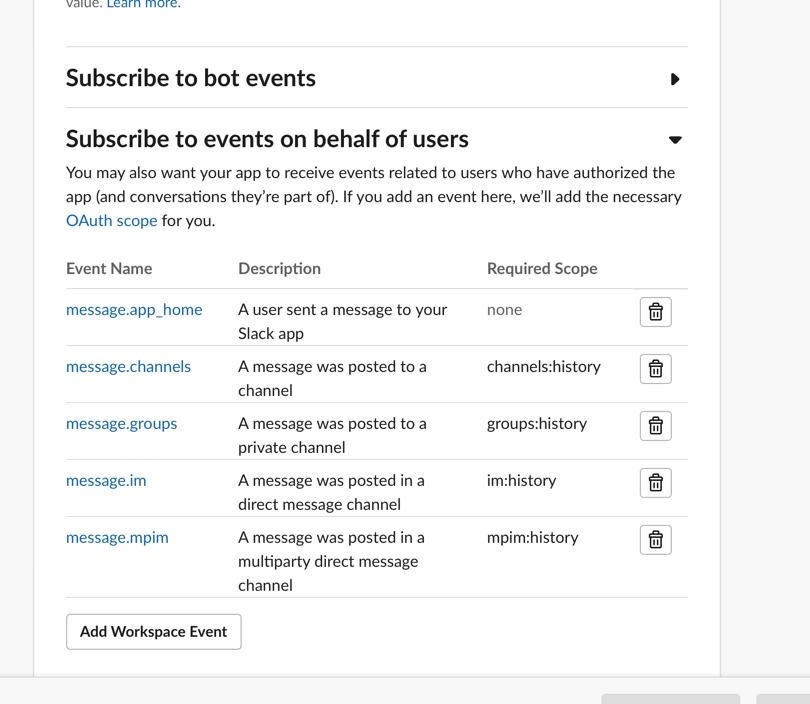 value. Learn more.
Subscribe to bot events
Subscribe to events on behalf of users
You may also want your app to receive events related to users who have authorized the
app (and conversations they’re part of). If you add an event here, we’ll add the necessary
OAuth scope for you.
Event Name Description Required Scope
message.app_home A user sent a message to your none
Slack app
message.channels A message was posted to a channels:history
channel
message.groups A message was posted to a groups:history
private channel
message.im A message was posted in a im:history
direct message channel
message.mpim A message was posted in a mpim:history
multiparty direct message
channel
Add Workspace Event